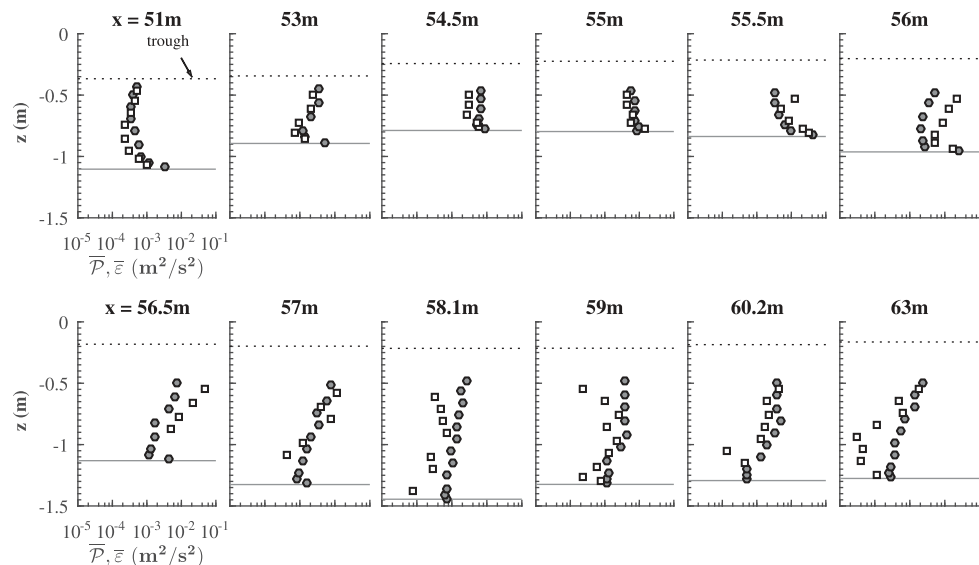 x = 51m 53m 54.5m 55m 55.5m 56m
trough
0
-0.5
-1
-1.5
z (m)
10^-5 10^-4 10^-3 10^-2 10^-1
P, ε (m²/s²)
x = 56.5m 57m 58.1m 59m 60.2m 63m
0
-0.5
-1
-1.5
z (m)
10^-5 10^-4 10^-3 10^-2 10^-1
P, ε (m²/s²)